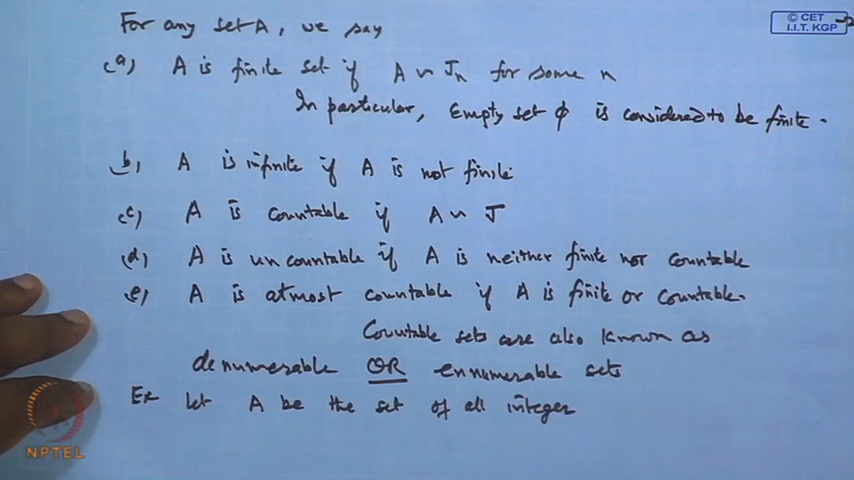 For any set A, we say
© CET
I.I.T. KGP
(a) A is finite set if A ~ Jn for some n
In particular, Empty set φ is considered to be finite.
(b) A is infinite if A is not finite.
(c) A is countable if A ~ J
(d) A is uncountable if A is neither finite nor countable
(e) A is atmost countable if A is finite or countable.
Countable sets are also known as
denumerable OR ennumerable sets
Ex let A be the set of all integer
NPTEL